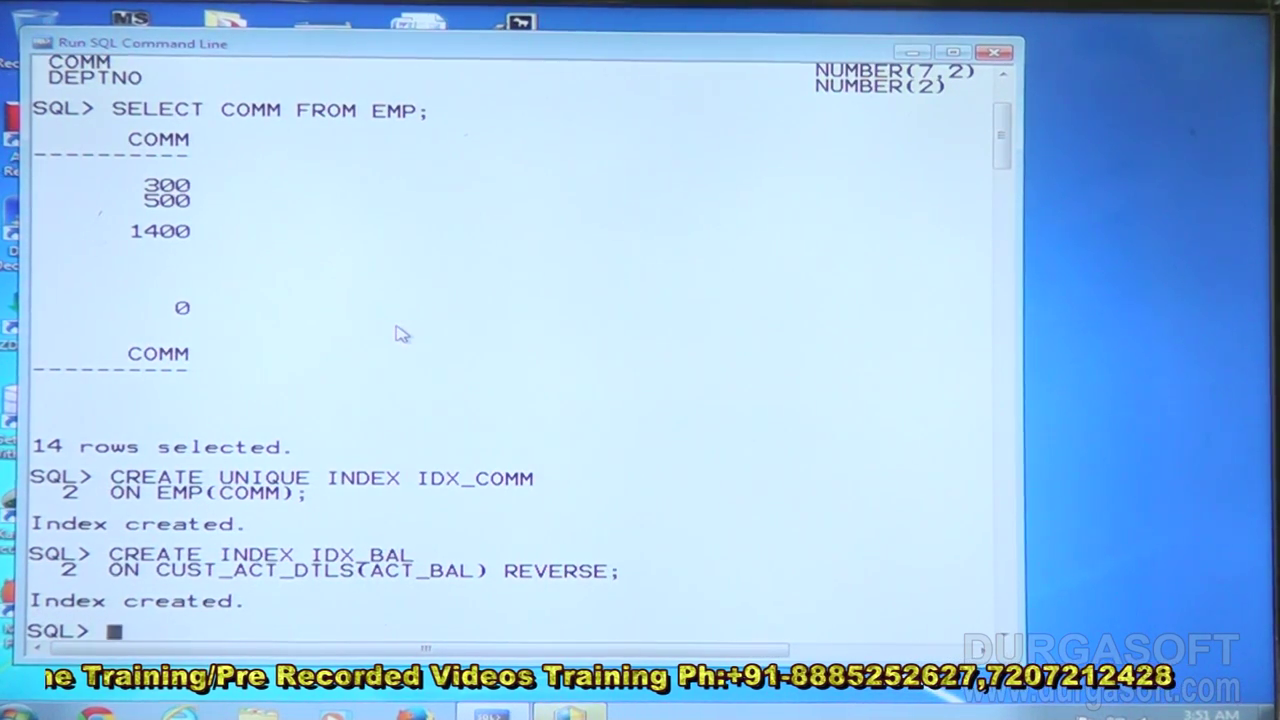 MS
Run SQL Command Line
COMM NUMBER(7,2)
DEPTNO NUMBER(2)
SQL> SELECT COMM FROM EMP;
COMM
----------
300
500
1400
0
COMM
----------
14 rows selected.
SQL> CREATE UNIQUE INDEX IDX_COMM
2 ON EMP(COMM);
Index created.
SQL> CREATE INDEX IDX_BAL
2 ON CUST_ACT_DTLS(ACT_BAL) REVERSE;
Index created.
SQL>
DURGASOFT
ne Training/Pre Recorded Videos Training Ph:+91-8885252627,7207212428
www.durgasoft.com
3:51 AM